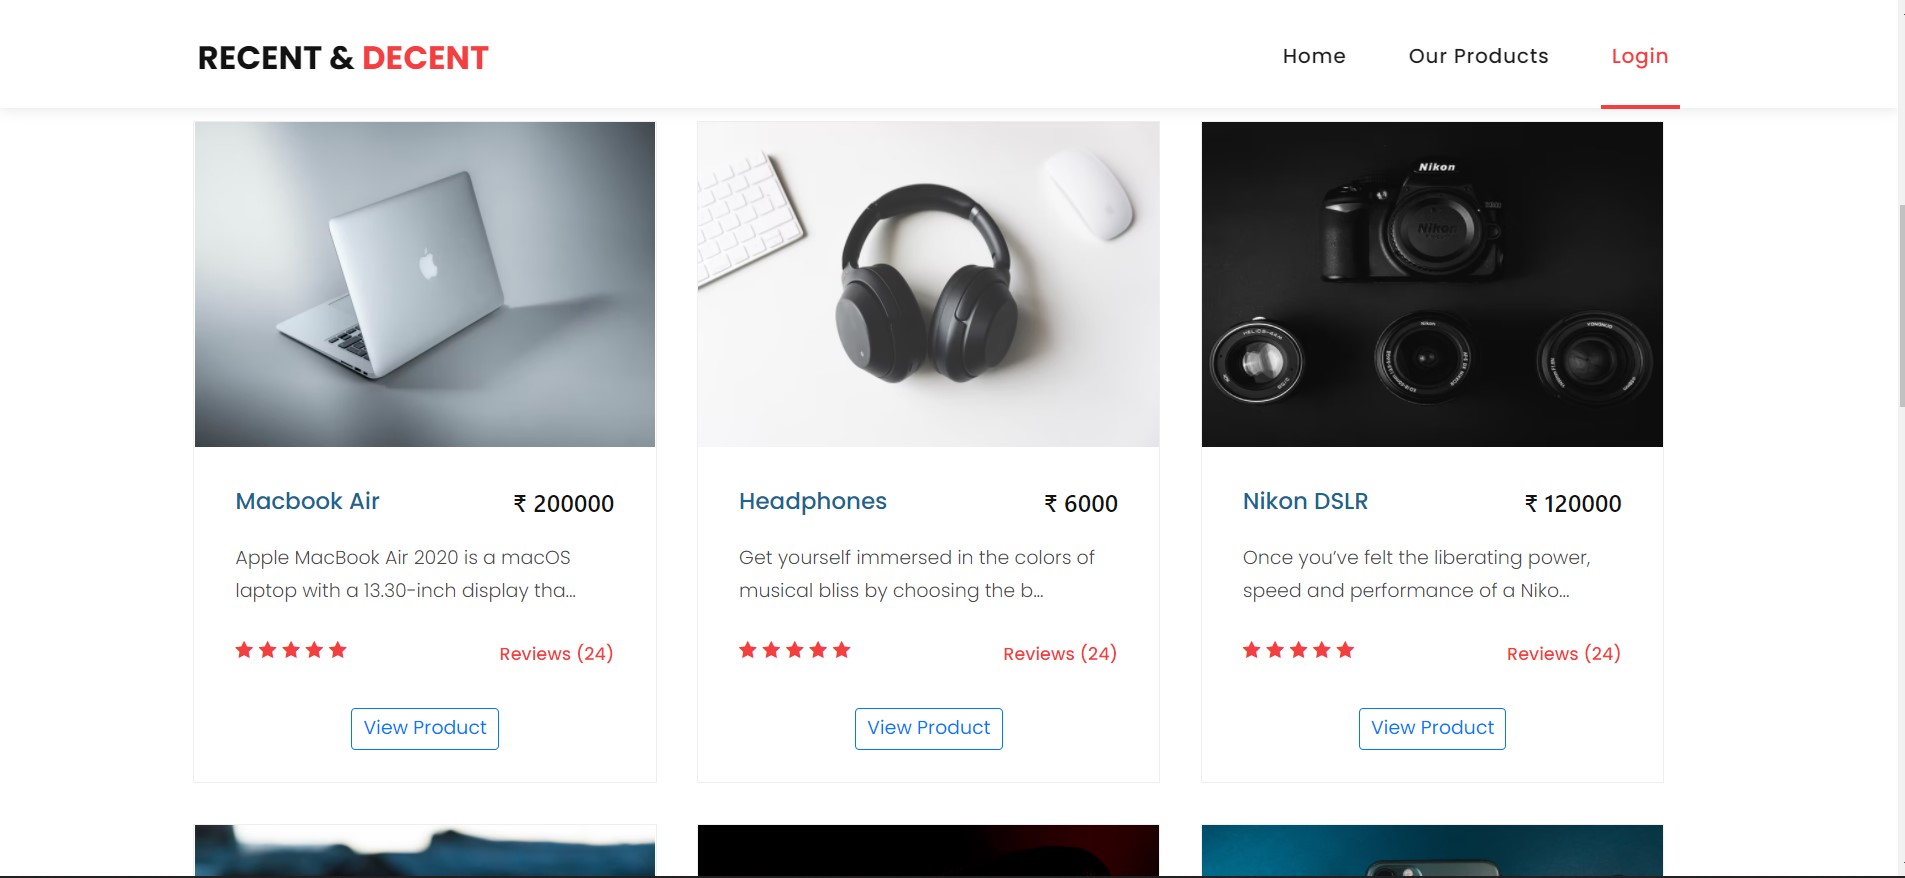 RECENT & DECENT
Home Our Products Login
Nikon
Nikon
Macbook Air ₹ 200000
Apple MacBook Air 2020 is a macOS
laptop with a 13.30-inch display tha...
Reviews (24)
View Product
Headphones ₹ 6000
Get yourself immersed in the colors of
musical bliss by choosing the b...
Reviews (24)
View Product
Nikon DSLR ₹ 120000
Once you’ve felt the liberating power,
speed and performance of a Niko...
Reviews (24)
View Product